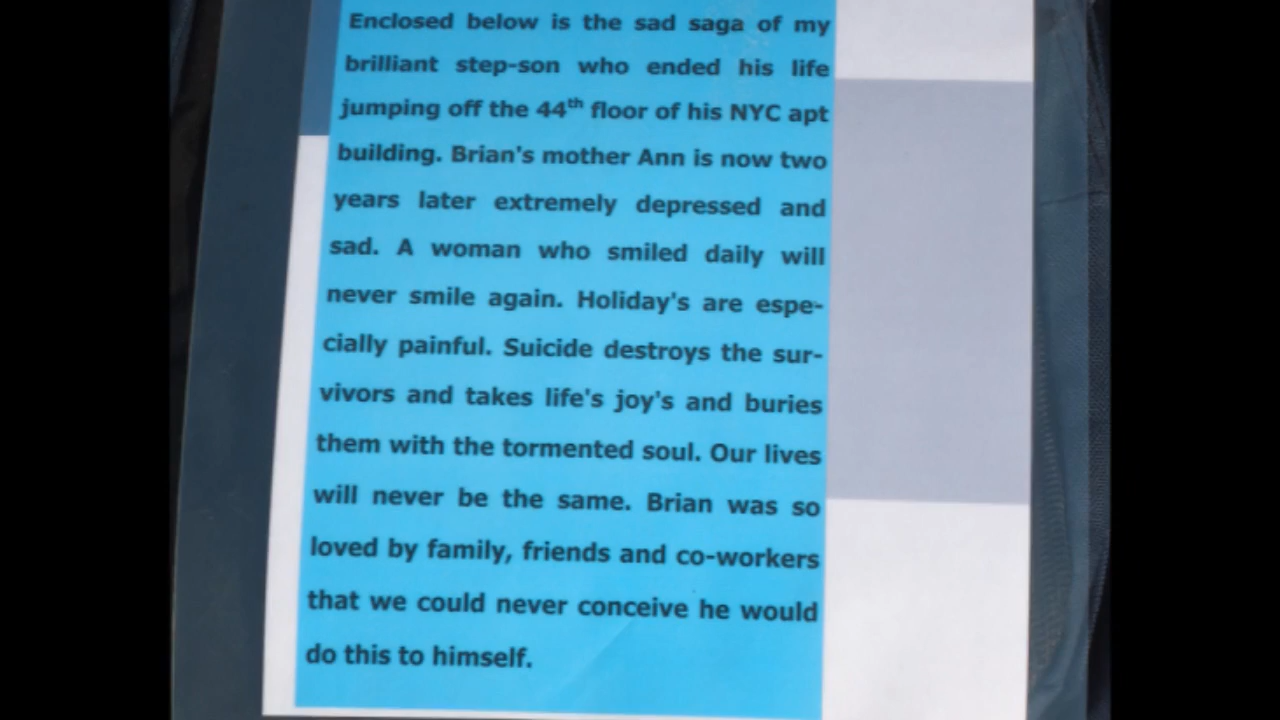 Enclosed below is the sad saga of my
brilliant step-son who ended his life
jumping off the 44th floor of his NYC apt
building. Brian's mother Ann is now two
years later extremely depressed and
sad. A woman who smiled daily will
never smile again. Holiday's are espe-
cially painful. Suicide destroys the sur-
vivors and takes life's joy's and buries
them with the tormented soul. Our lives
will never be the same. Brian was so
loved by family, friends and co-workers
that we could never conceive he would
do this to himself.